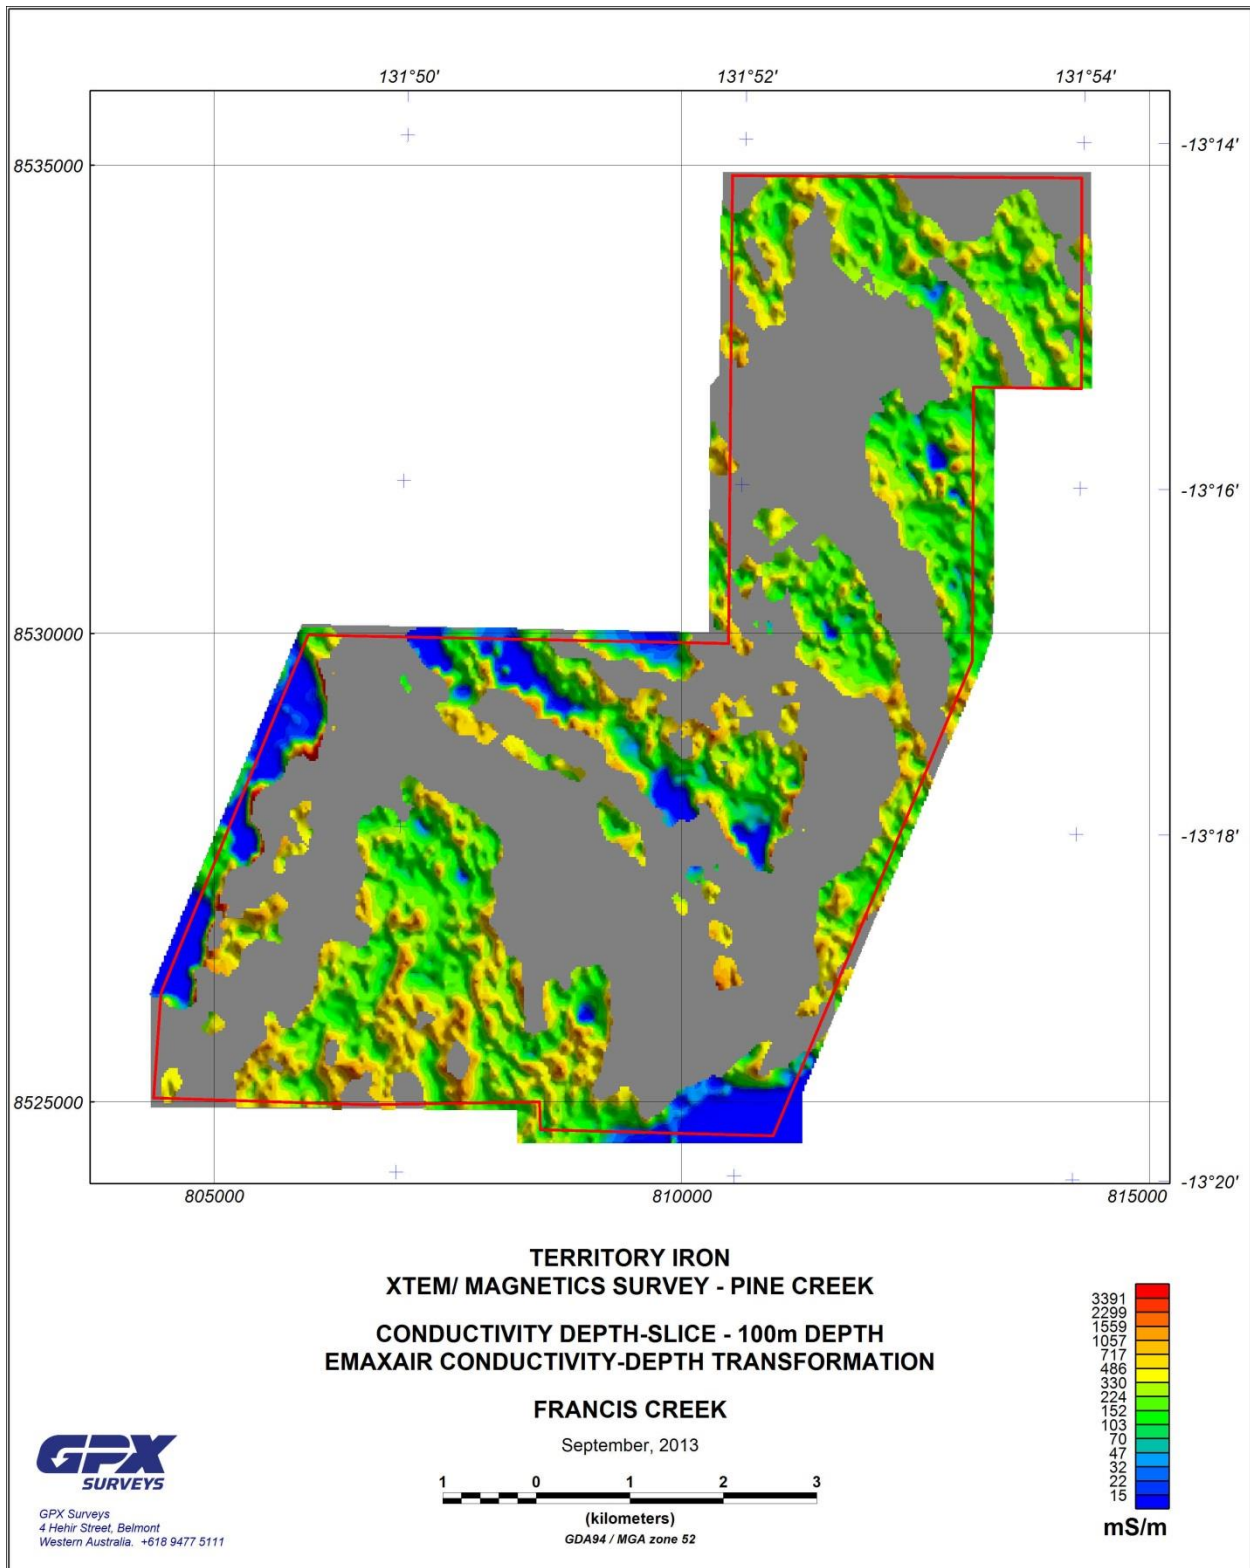 131°50'
131°52'
131°54'
8535000
-13°14'
-13°16'
8530000
-13°18'
8525000
-13°20'
805000
810000
815000
TERRITORY IRON
XTEM/ MAGNETICS SURVEY - PINE CREEK
CONDUCTIVITY DEPTH-SLICE - 100m DEPTH
EMAXAIR CONDUCTIVITY-DEPTH TRANSFORMATION
FRANCIS CREEK
September, 2013
1 0 1 2 3
(kilometers)
GDA94 / MGA zone 52
3391
2299
1559
1057
717
486
330
224
152
103
70
47
32
22
15
mS/m
GPX
SURVEYS
GPX Surveys
4 Hehir Street, Belmont
Western Australia. +618 9477 5111